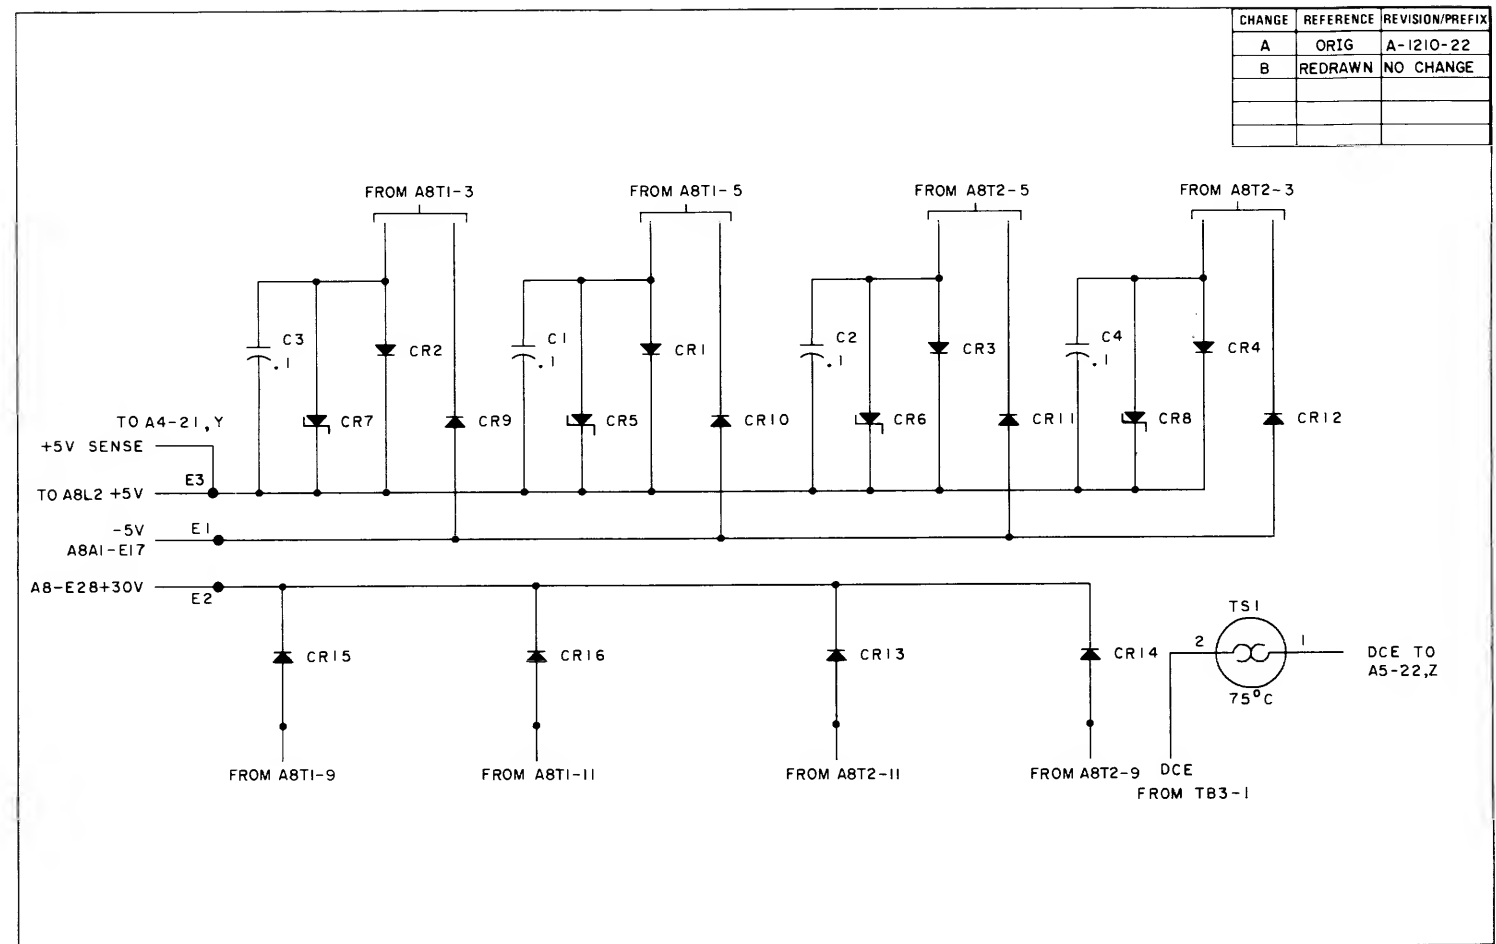 CHANGE REFERENCE REVISION/PREFIX
A ORIG A-1210-22
B REDRAWN NO CHANGE
FROM A8T1-3
FROM A8T1-5
FROM A8T2-5
FROM A8T2-3
C3
.1
CR2
C1
.1
CR1
C2
.1
CR3
C4
.1
CR4
CR7
CR9
CR5
CR10
CR6
CR11
CR8
CR12
TO A4-21,Y
+5V SENSE
E3
TO A8L2 +5V
-5V
E1
A8A1-E17
A8-E28+30V
E2
CR15
CR16
CR13
CR14
TS1
2
1
75°C
DCE TO
A5-22,Z
FROM A8T1-9
FROM A8T1-11
FROM A8T2-11
FROM A8T2-9
DCE
FROM TB3-1